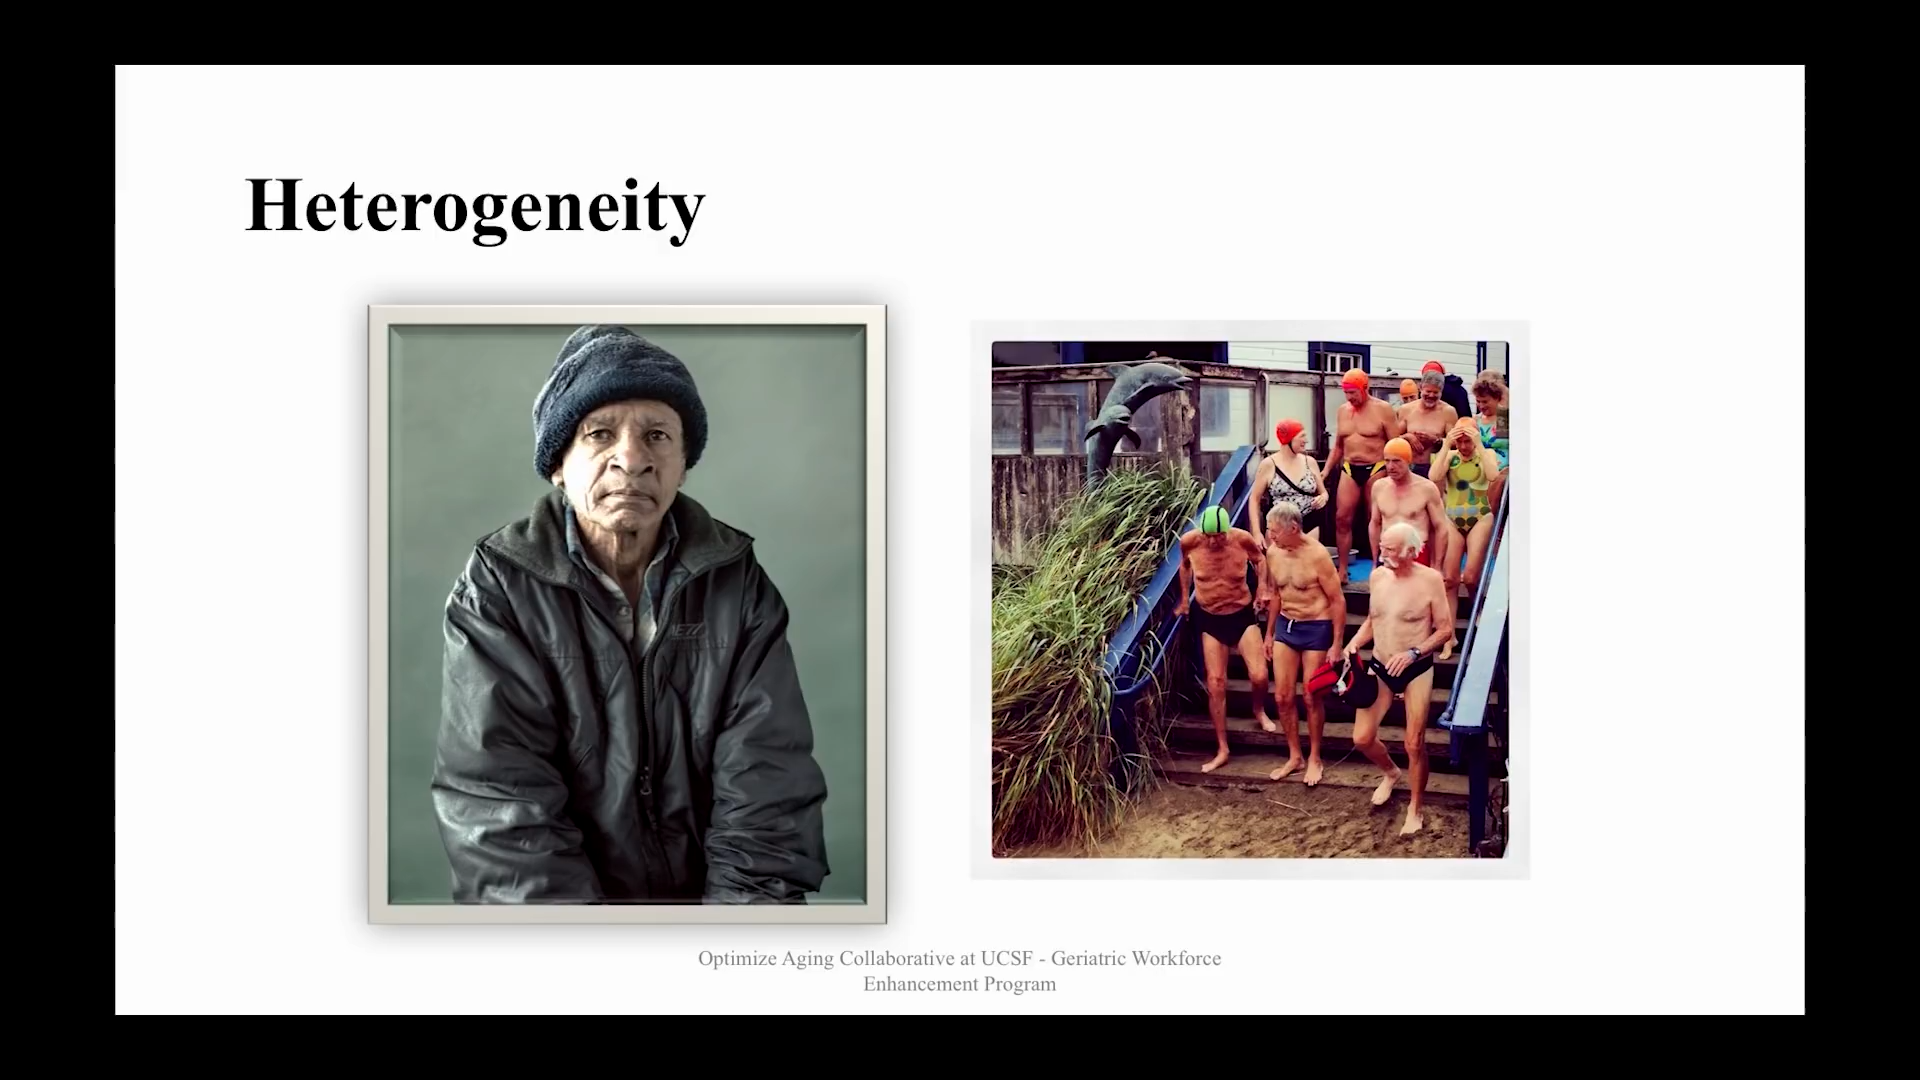 Heterogeneity
Optimize Aging Collaborative at UCSF - Geriatric Workforce
Enhancement Program